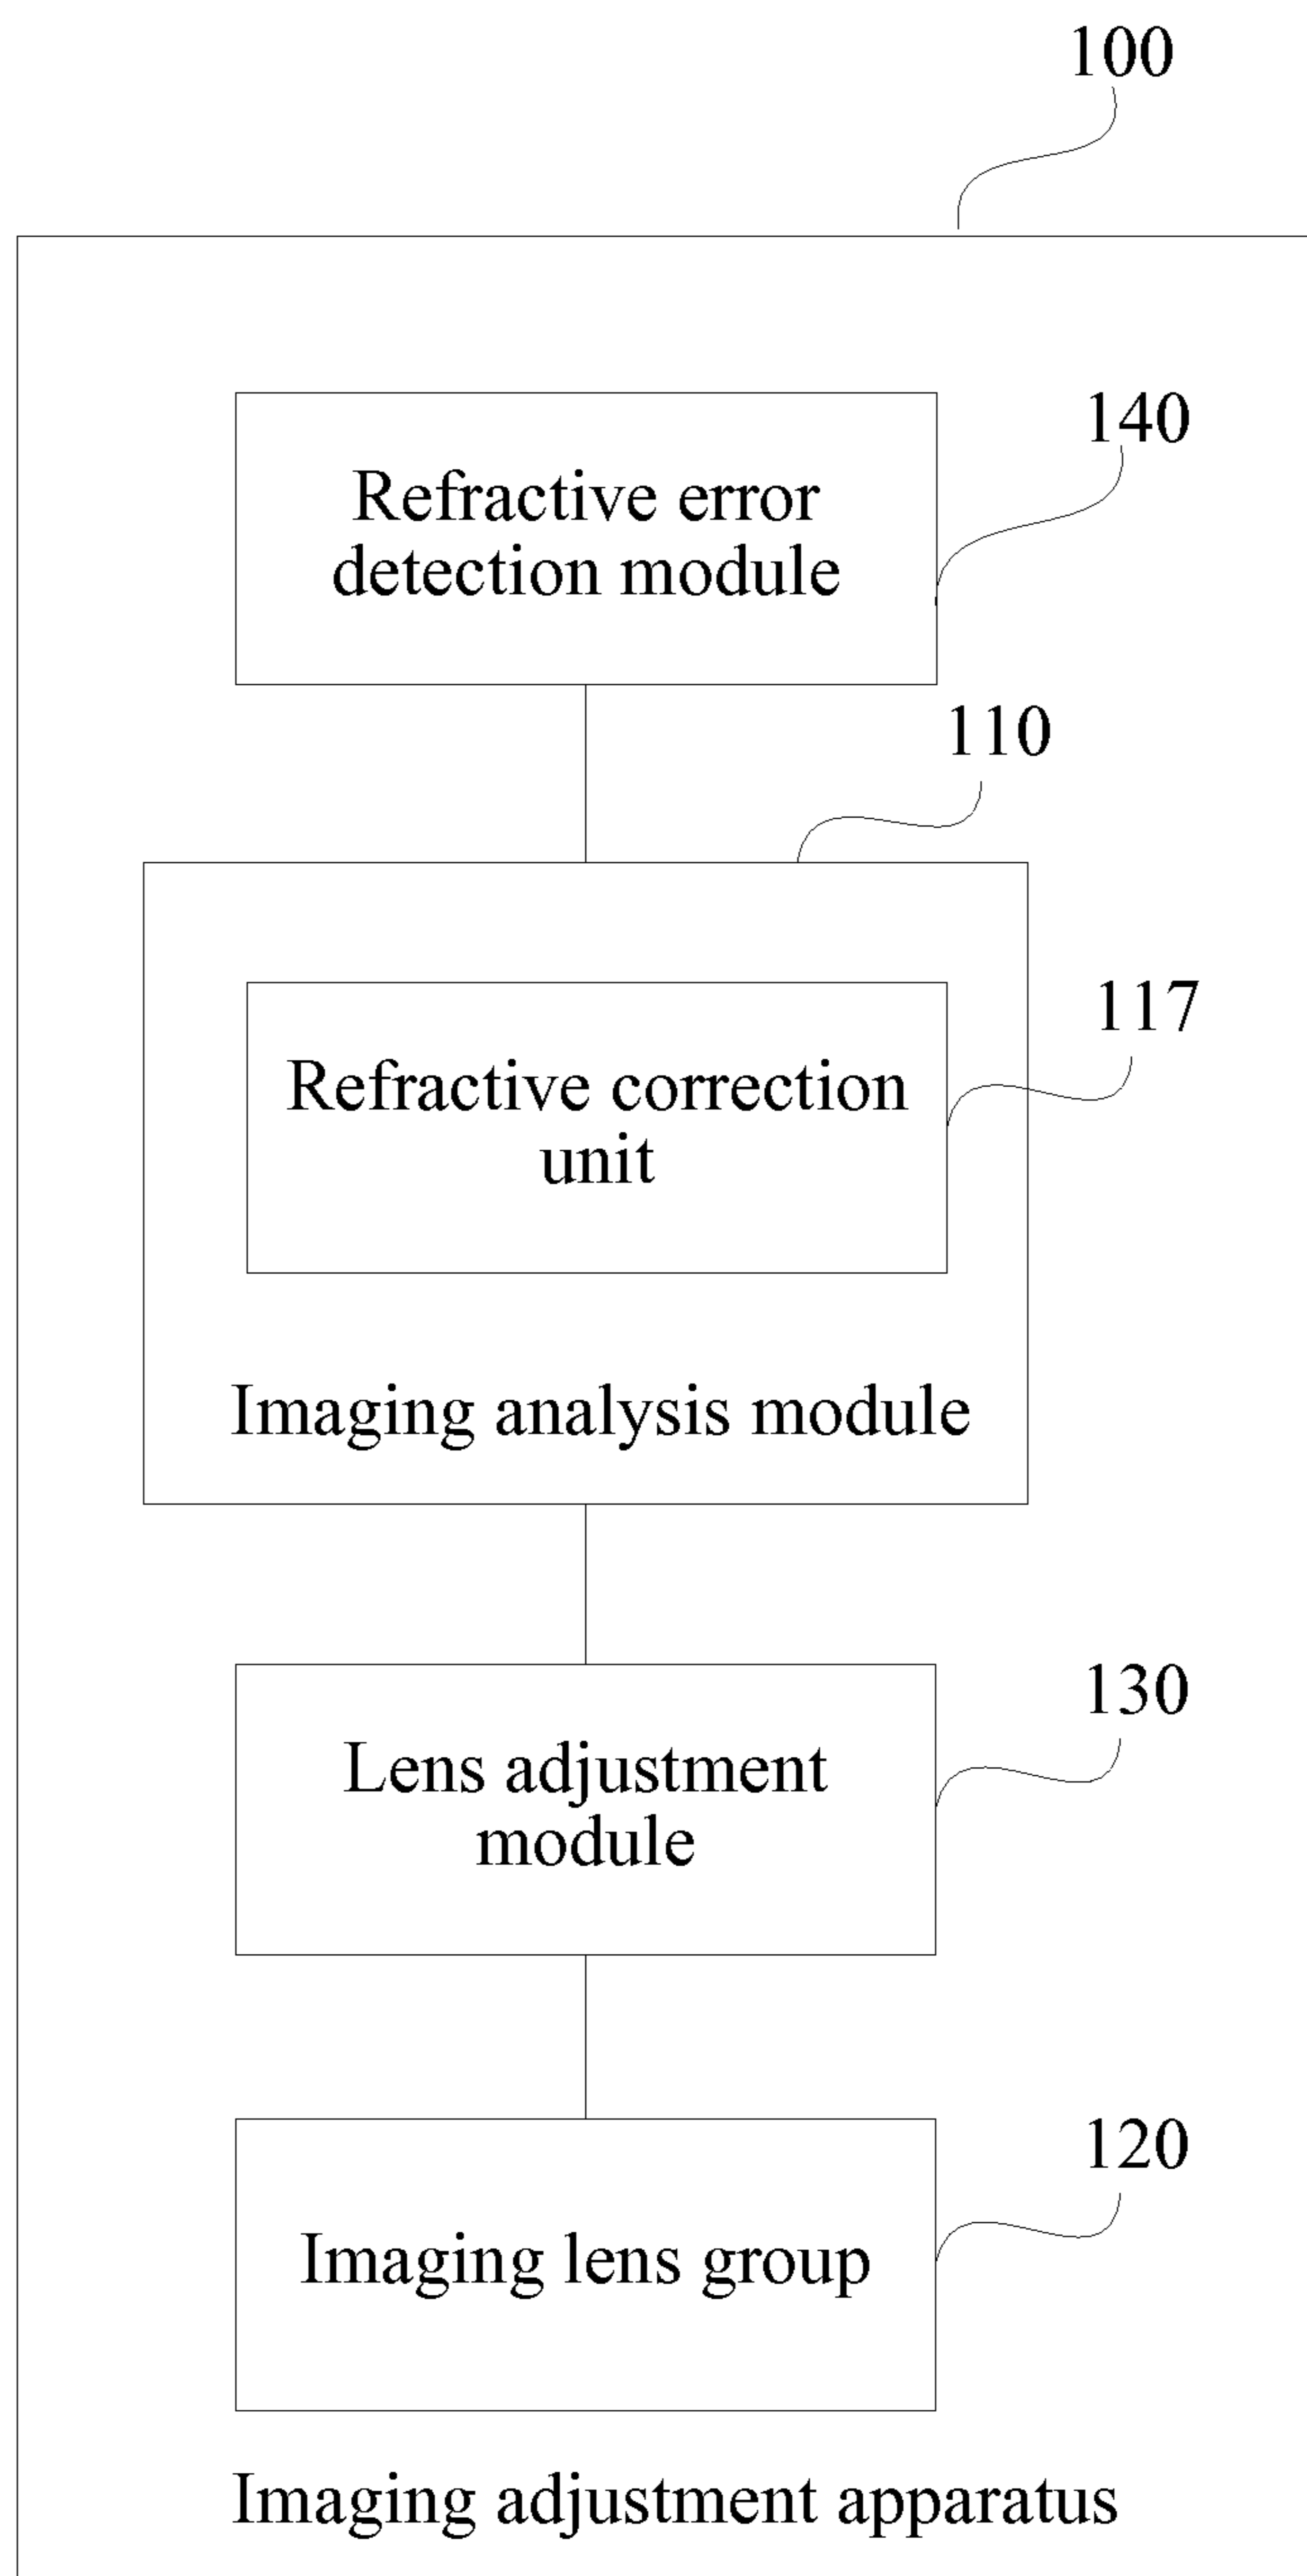 100
140
Refractive error
detection module
110
117
Refractive correction
unit
Imaging analysis module
130
Lens adjustment
module
120
Imaging lens group
Imaging adjustment apparatus